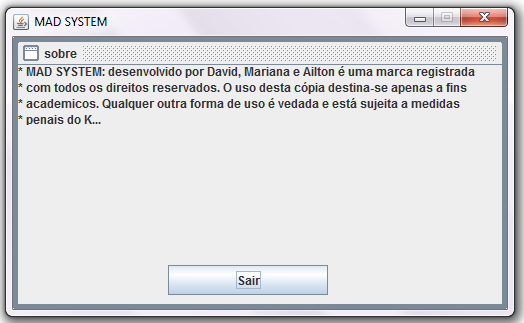 MAD SYSTEM
sobre
* MAD SYSTEM: desenvolvido por David, Mariana e Ailton é uma marca registrada
* com todos os direitos reservados. O uso desta cópia destina-se apenas a fins
* academicos. Qualquer outra forma de uso é vedada e está sujeita a medidas
* penais do K...
Sair